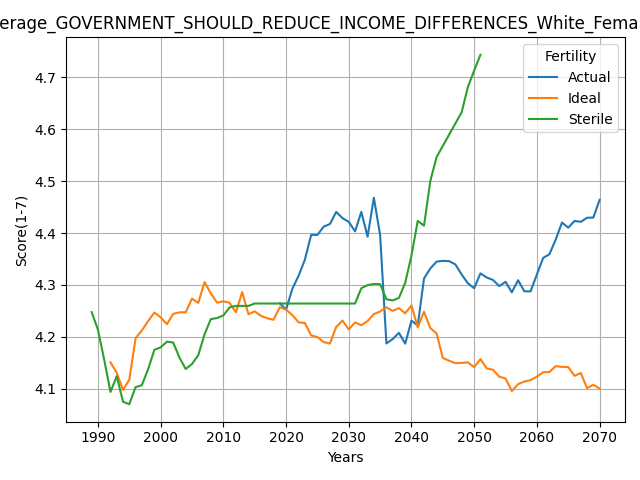 erage_GOVERNMENT_SHOULD_REDUCE_INCOME_DIFFERENCES_White_Fema
Fertility
Actual
Ideal
Sterile
Score(1-7)
4.7
4.6
4.5
4.4
4.3
4.2
4.1
1990 2000 2010 2020 2030 2040 2050 2060 2070
Years